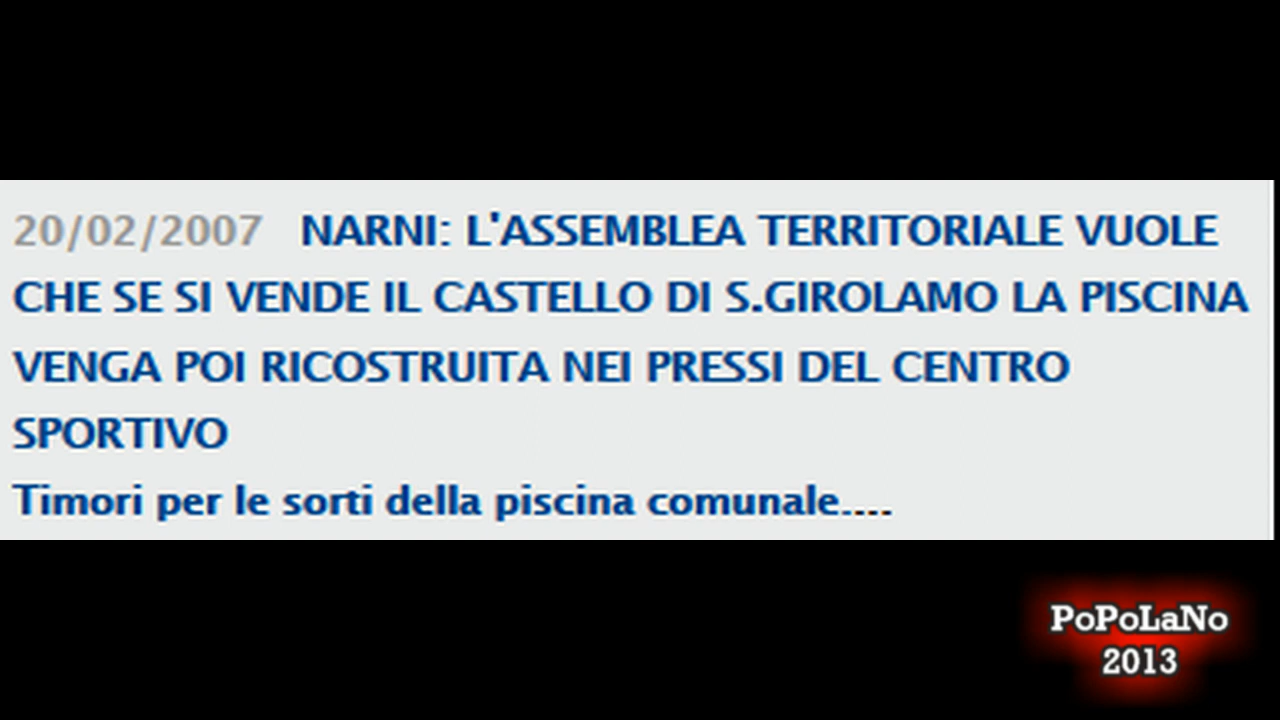 20/02/2007 NARNI: L'ASSEMBLEA TERRITORIALE VUOLE
CHE SE SI VENDE IL CASTELLO DI S.GIROLAMO LA PISCINA
VENGA POI RICOSTRUITA NEI PRESSI DEL CENTRO
SPORTIVO
Timori per le sorti della piscina comunale....
PoPoLaNo
2013